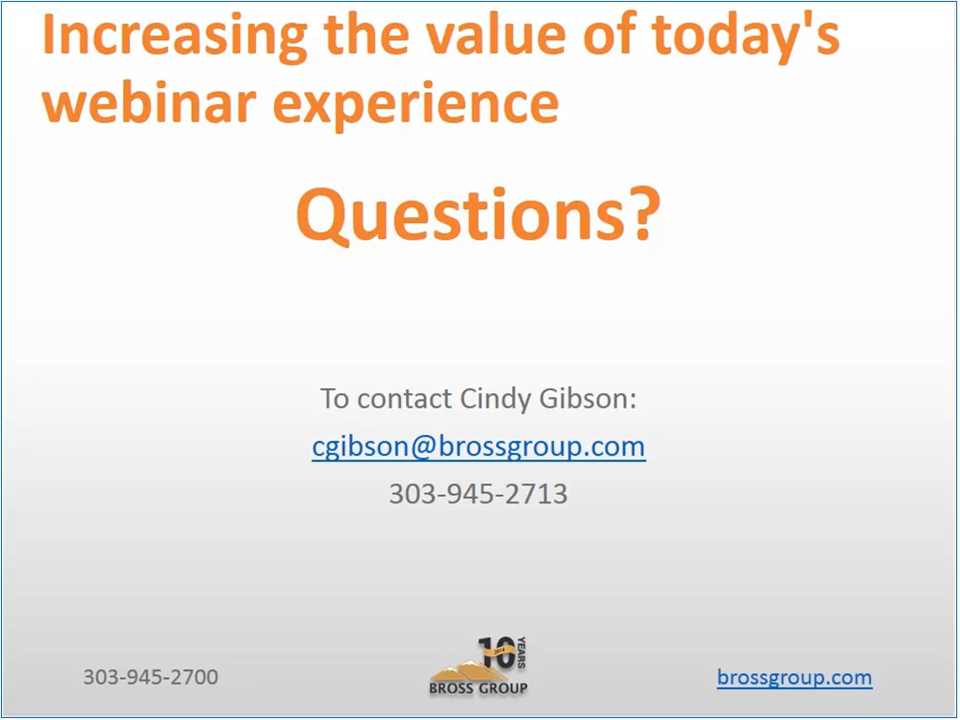 Increasing the value of today's
webinar experience
Questions?
To contact Cindy Gibson:
cgibson@brossgroup.com
303-945-2713
303-945-2700
10 YEARS
2014
BROSS GROUP
brossgroup.com